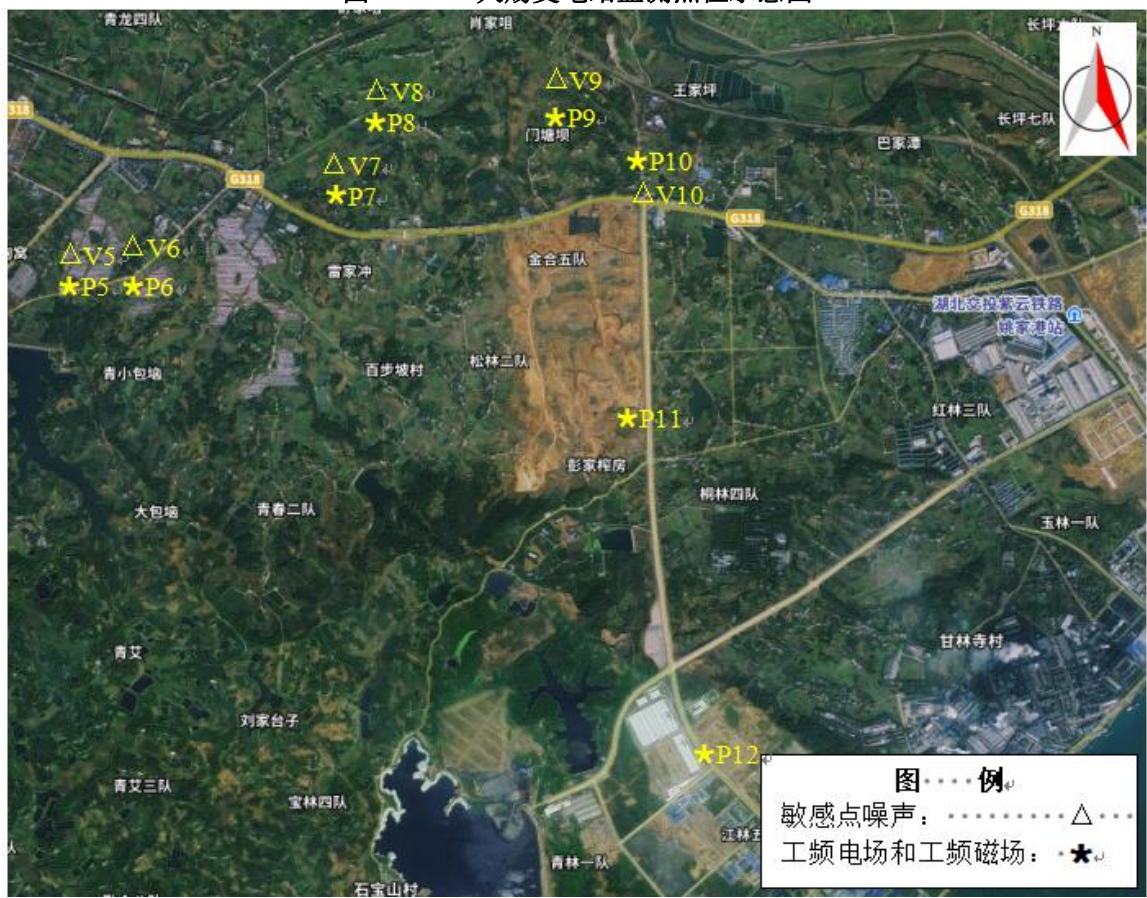 青龙四队
肖家咀
N
△V8
△V9
王家坪
318
★P8
★P9
长坪七队
门塘坝
巴家潭
△V7
★P10
G318
★P7
△V10
G318
G318
△V5
△V6
金合五队
雷家冲
★P5
★P6
湖北交投紫云铁路
姚家港站
松林二队
百步坡村
青小包垴
★P11
红林三队
彭家榨房
桐林四队
大包垴
青春二队
玉林一队
甘林寺村
青艾
刘家台子
★P12
青艾三队
宝林四队
图····例
敏感点噪声：·········△···
工频电场和工频磁场：·★
江林五
青林一队
石宝山村